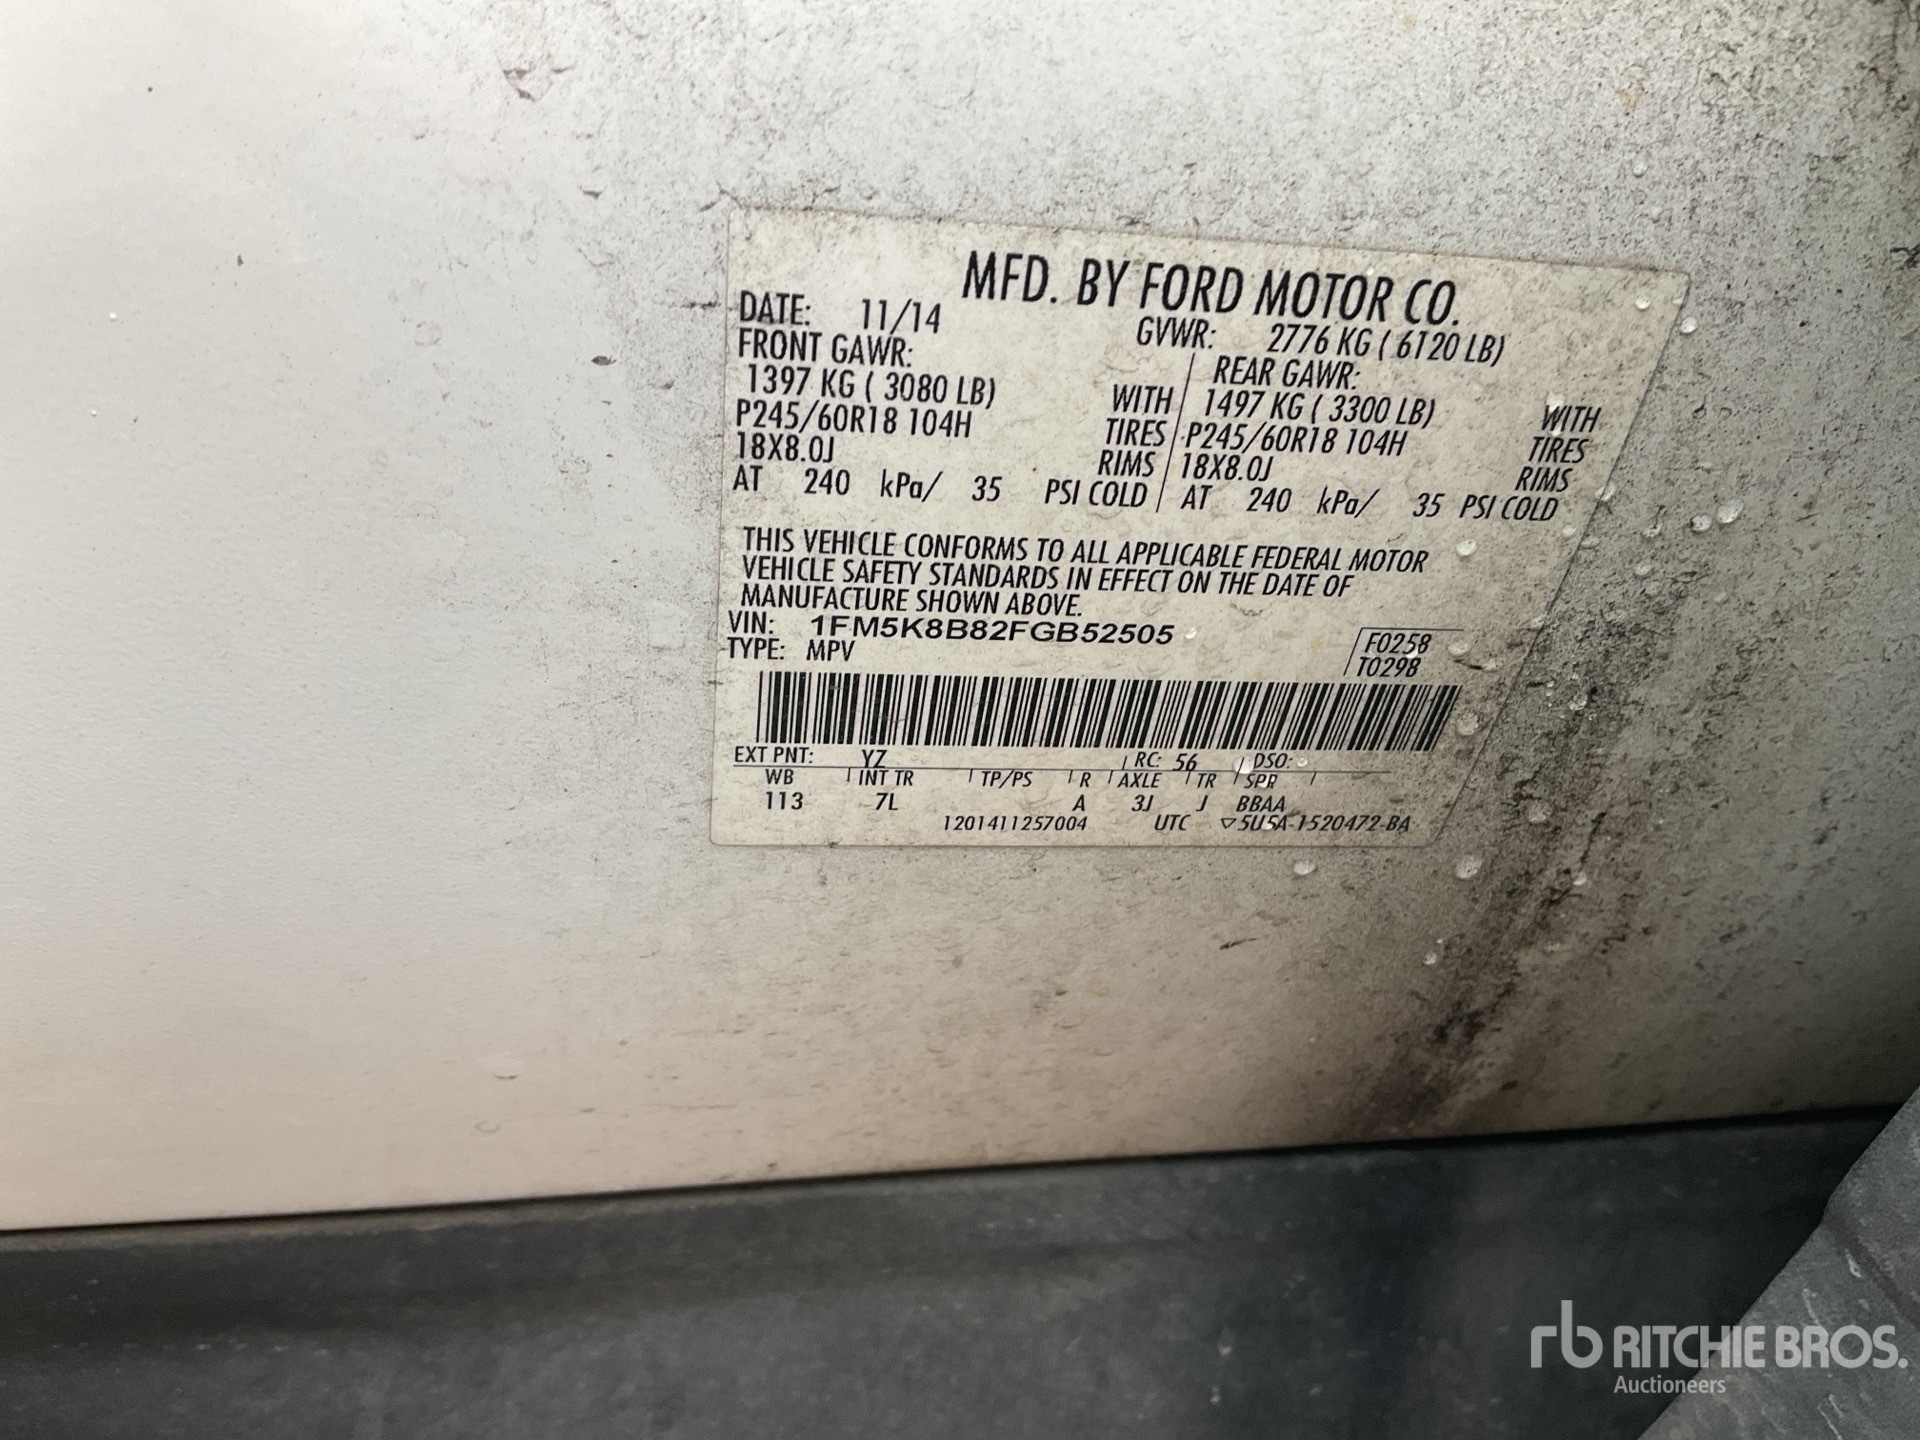 MFD. BY FORD MOTOR CO.
DATE: 11/14 GVWR: 2776 KG ( 6120 LB)
FRONT GAWR: REAR GAWR:
1397 KG ( 3080 LB) WITH 1497 KG ( 3300 LB) WITH
P245/60R18 104H TIRES P245/60R18 104H TIRES
18X8.0J RIMS 18X8.0J RIMS
AT 240 kPa/ 35 PSI COLD AT 240 kPa/ 35 PSI COLD
THIS VEHICLE CONFORMS TO ALL APPLICABLE FEDERAL MOTOR
VEHICLE SAFETY STANDARDS IN EFFECT ON THE DATE OF
MANUFACTURE SHOWN ABOVE.
VIN: 1FM5K8B82FGB52505
TYPE: MPV
F0258
T0298
EXT PNT: YZ RC: 56 DSO:
WB INT TR TP/PS R AXLE TR SPR
113 7L A 3J J BBAA
1201411257004 UTC ▽5U5A-1520472-BA
rb RITCHIE BROS.
Auctioneers